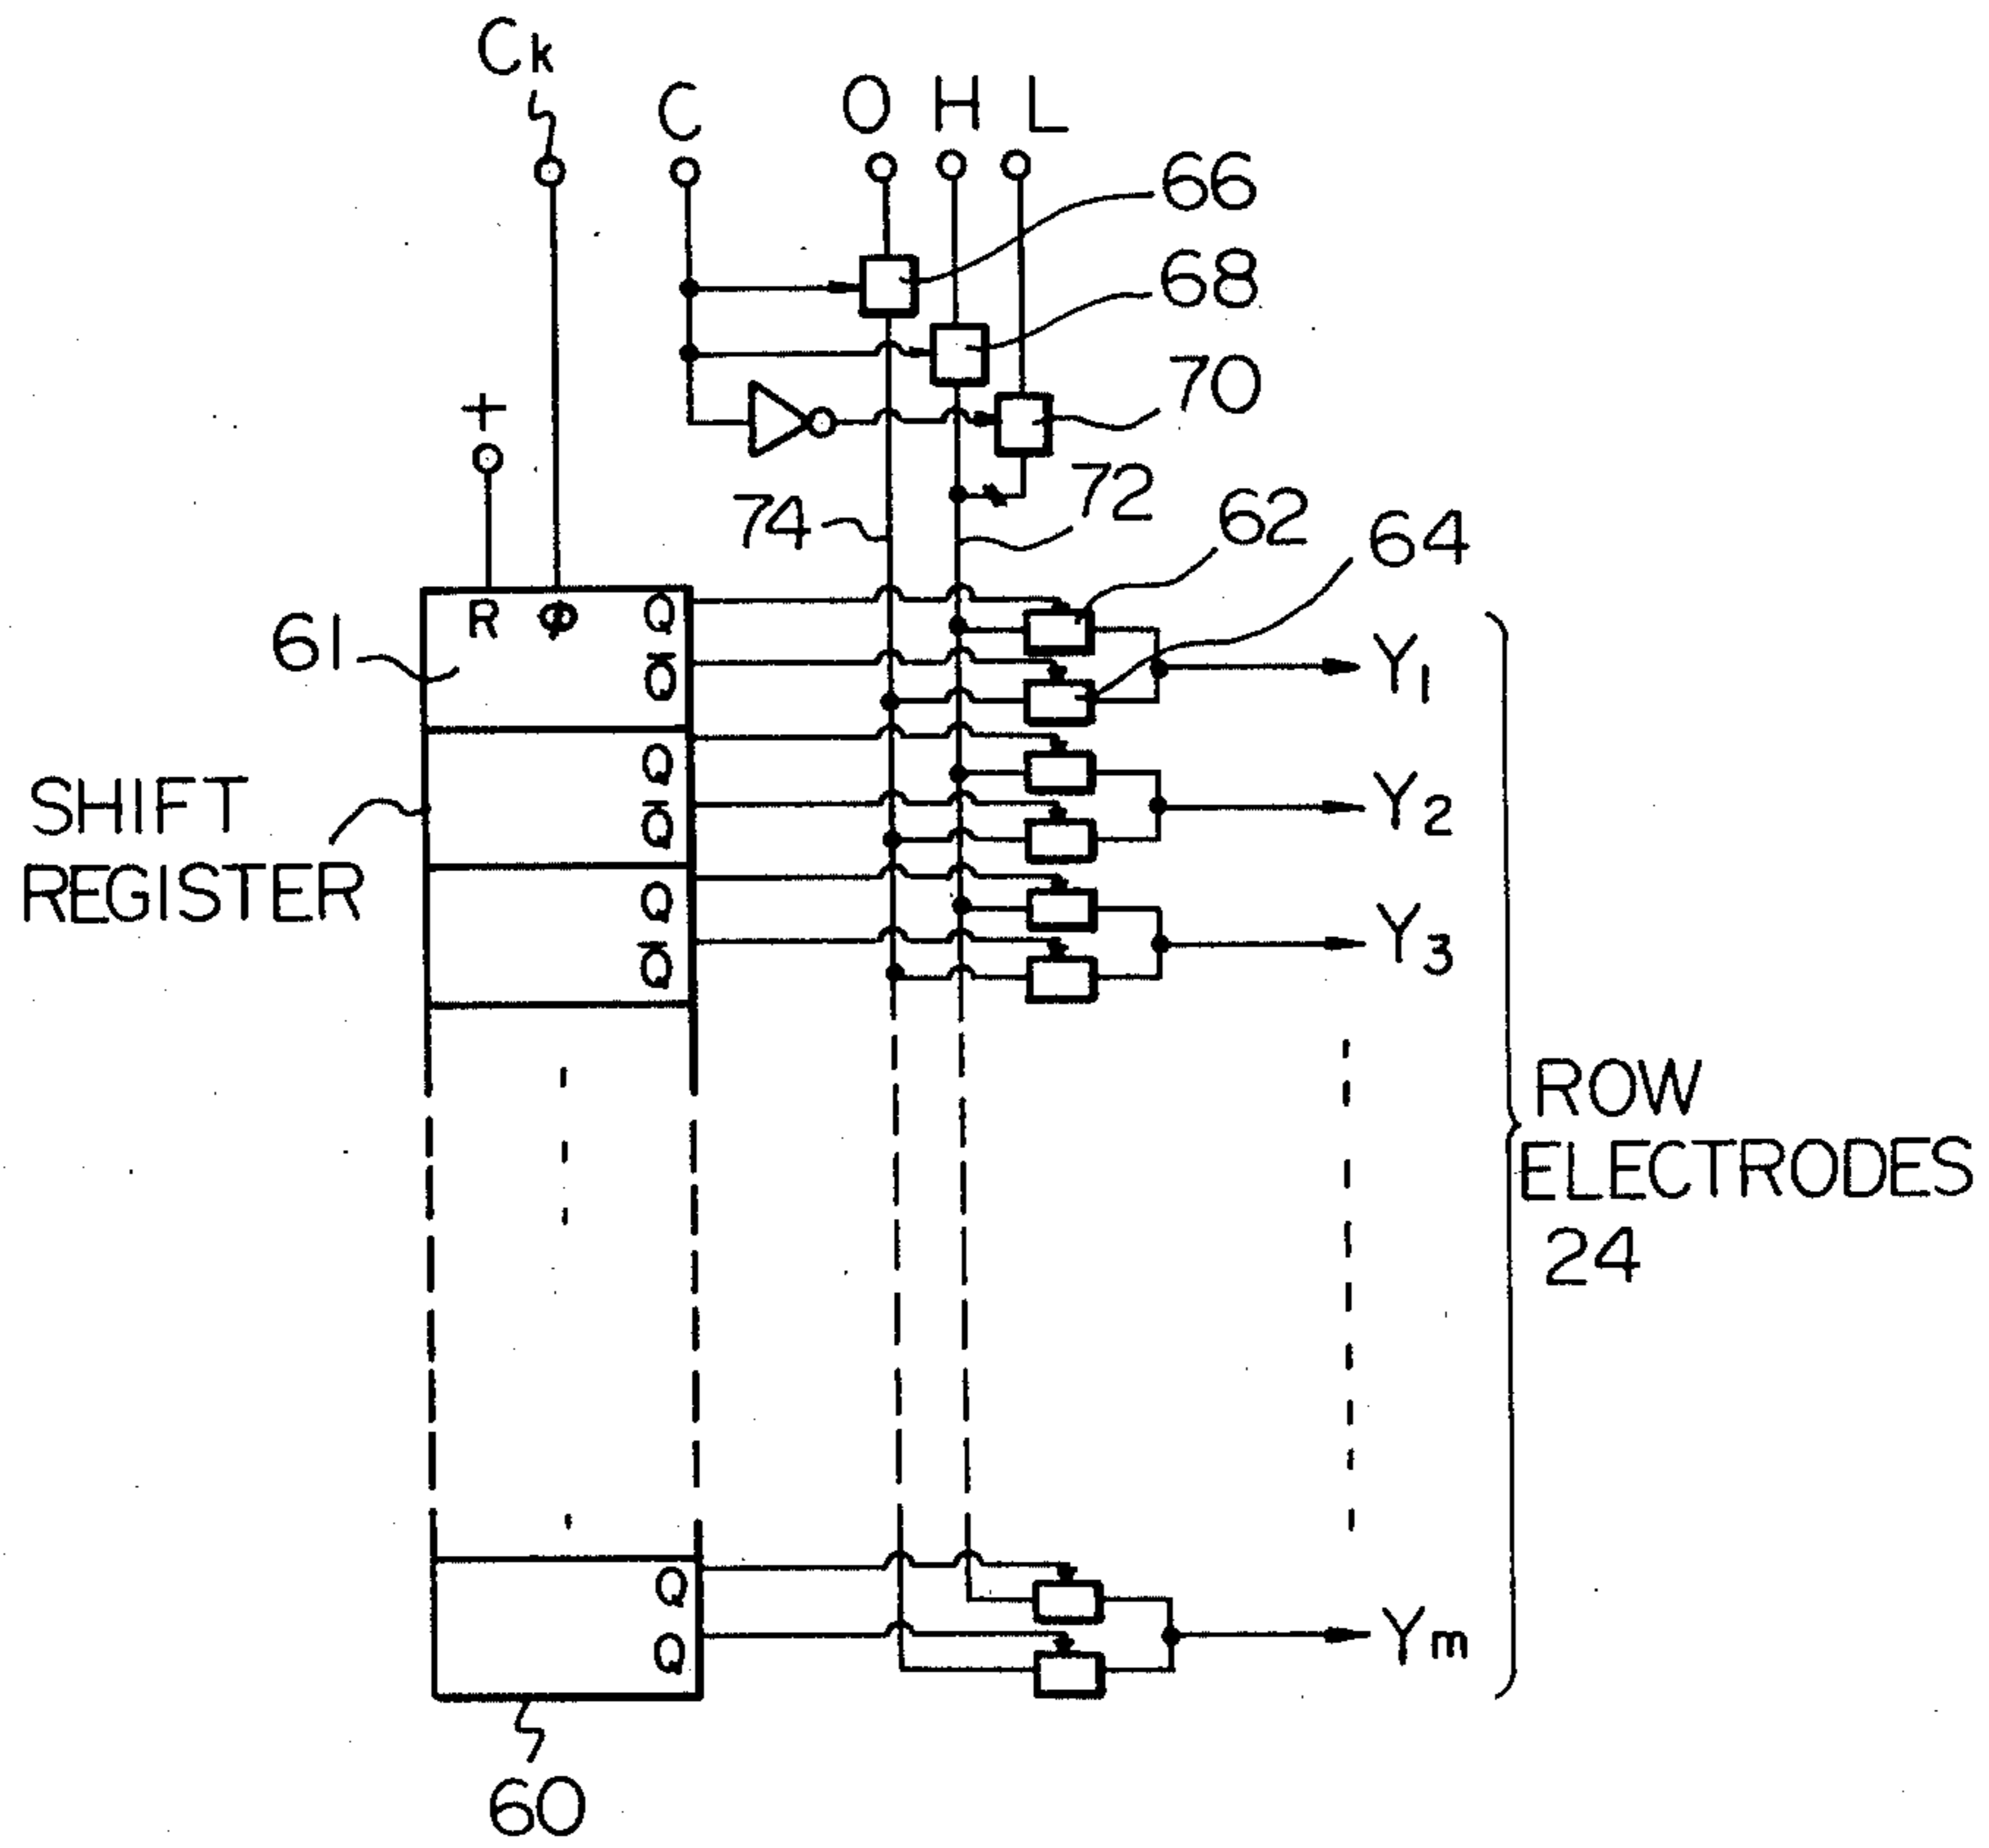 Ck
C
O H L
66
68
70
+
74
72
62
64
61
R Φ Q
Q̅
Y1
Q
Q̅
Y2
SHIFT
REGISTER
Q
Q̅
Y3
ROW
ELECTRODES
24
Q
Q
Ym
60